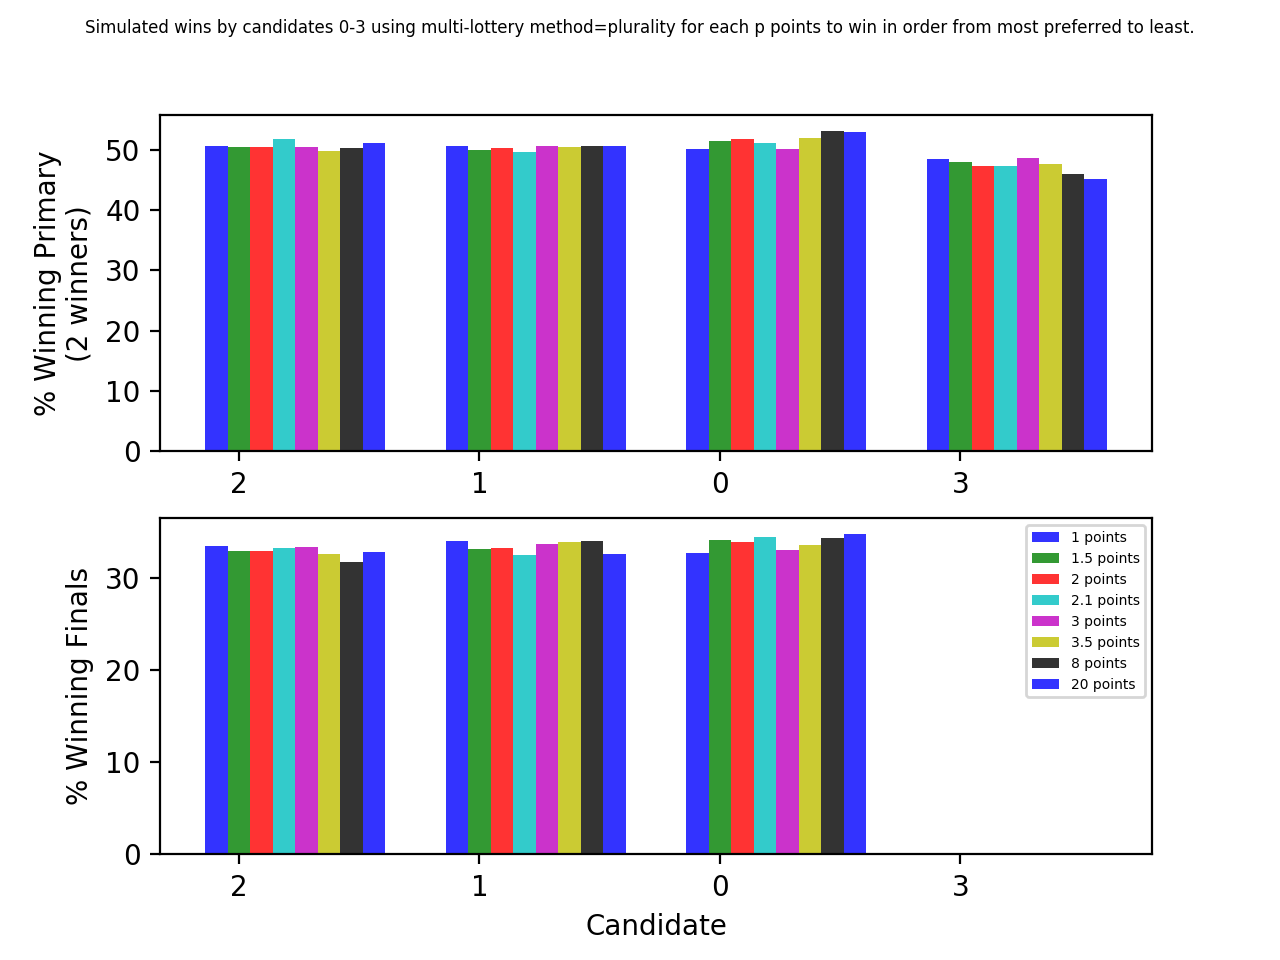 Simulated wins by candidates 0-3 using multi-lottery method=plurality for each p points to win in order from most preferred to least.
% Winning Primary
(2 winners)
50
40
30
20
10
0
2 1 0 3
% Winning Finals
30
20
10
0
1 points
1.5 points
2 points
2.1 points
3 points
3.5 points
8 points
20 points
2 1 0 3
Candidate